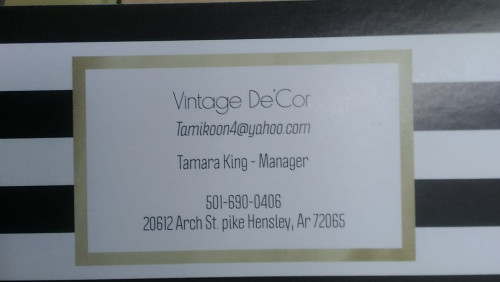 Vintage De'Cor
Tamikoon4@yahoo.com
Tamara King - Manager
501-690-0406
20612 Arch St. pike Hensley, Ar 72065